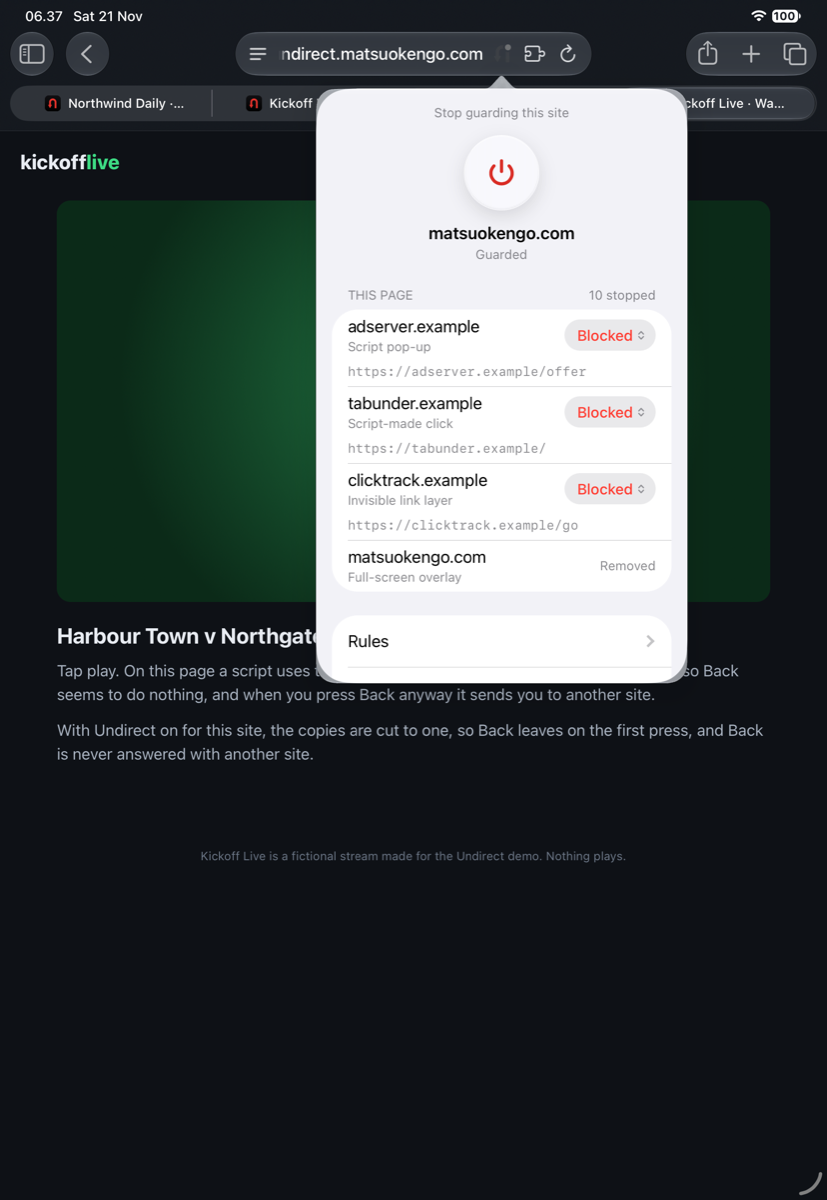 06.37 Sat 21 Nov
100
ndirect.matsuokengo.com
Northwind Daily ·...
Kickoff
ckoff Live · Wa...
Stop guarding this site
kickofflive
matsuokengo.com
Guarded
THIS PAGE 10 stopped
adserver.example
Blocked
Script pop-up
https://adserver.example/offer
tabunder.example
Blocked
Script-made click
https://tabunder.example/
clicktrack.example
Blocked
Invisible link layer
https://clicktrack.example/go
matsuokengo.com
Removed
Full-screen overlay
Rules
Harbour Town v Northgate
Tap play. On this page a script uses so Back
seems to do nothing, and when you press Back anyway it sends you to another site.
With Undirect on for this site, the copies are cut to one, so Back leaves on the first press, and Back
is never answered with another site.
Kickoff Live is a fictional stream made for the Undirect demo. Nothing plays.